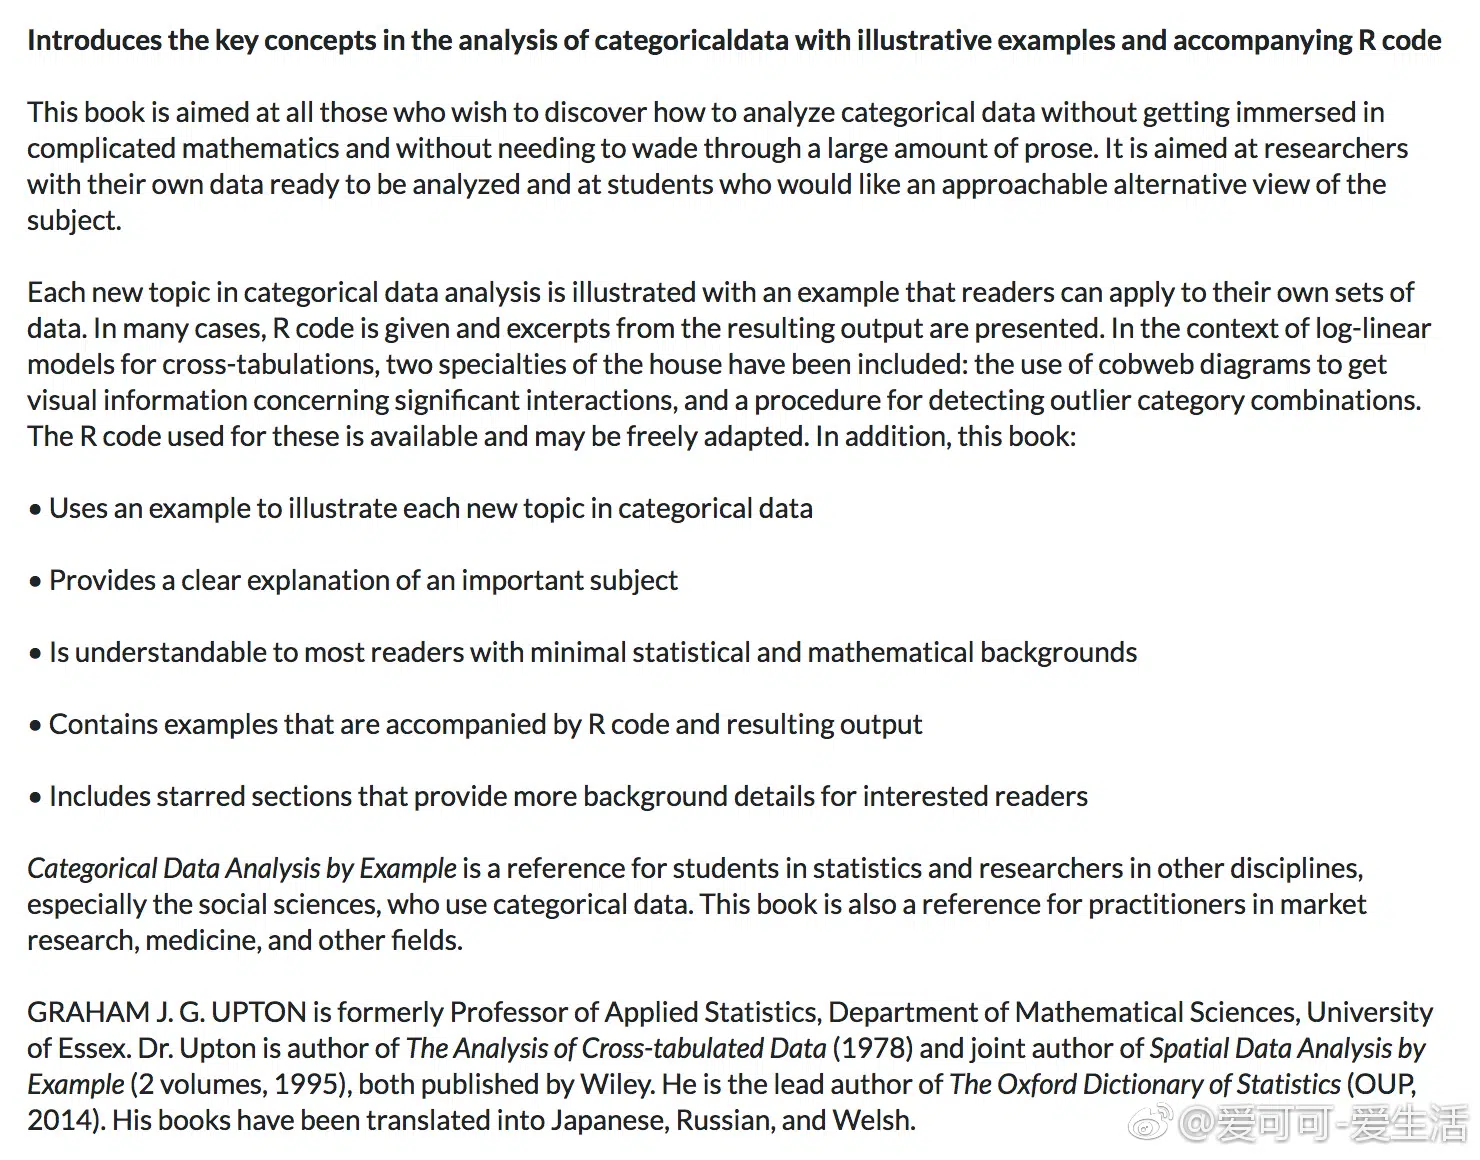 Introduces the key concepts in the analysis of categoricaldata with illustrative examples and accompanying R code
This book is aimed at all those who wish to discover how to analyze categorical data without getting immersed in
complicated mathematics and without needing to wade through a large amount of prose. It is aimed at researchers
with their own data ready to be analyzed and at students who would like an approachable alternative view of the
subject.
Each new topic in categorical data analysis is illustrated with an example that readers can apply to their own sets of
data. In many cases, R code is given and excerpts from the resulting output are presented. In the context of log-linear
models for cross-tabulations, two specialties of the house have been included: the use of cobweb diagrams to get
visual information concerning significant interactions, and a procedure for detecting outlier category combinations.
The R code used for these is available and may be freely adapted. In addition, this book:
• Uses an example to illustrate each new topic in categorical data
• Provides a clear explanation of an important subject
• Is understandable to most readers with minimal statistical and mathematical backgrounds
• Contains examples that are accompanied by R code and resulting output
• Includes starred sections that provide more background details for interested readers
Categorical Data Analysis by Example is a reference for students in statistics and researchers in other disciplines,
especially the social sciences, who use categorical data. This book is also a reference for practitioners in market
research, medicine, and other fields.
GRAHAM J. G. UPTON is formerly Professor of Applied Statistics, Department of Mathematical Sciences, University
of Essex. Dr. Upton is author of The Analysis of Cross-tabulated Data (1978) and joint author of Spatial Data Analysis by
Example (2 volumes, 1995), both published by Wiley. He is the lead author of The Oxford Dictionary of Statistics (OUP,
2014). His books have been translated into Japanese, Russian, and Welsh.
@爱可可-爱生活